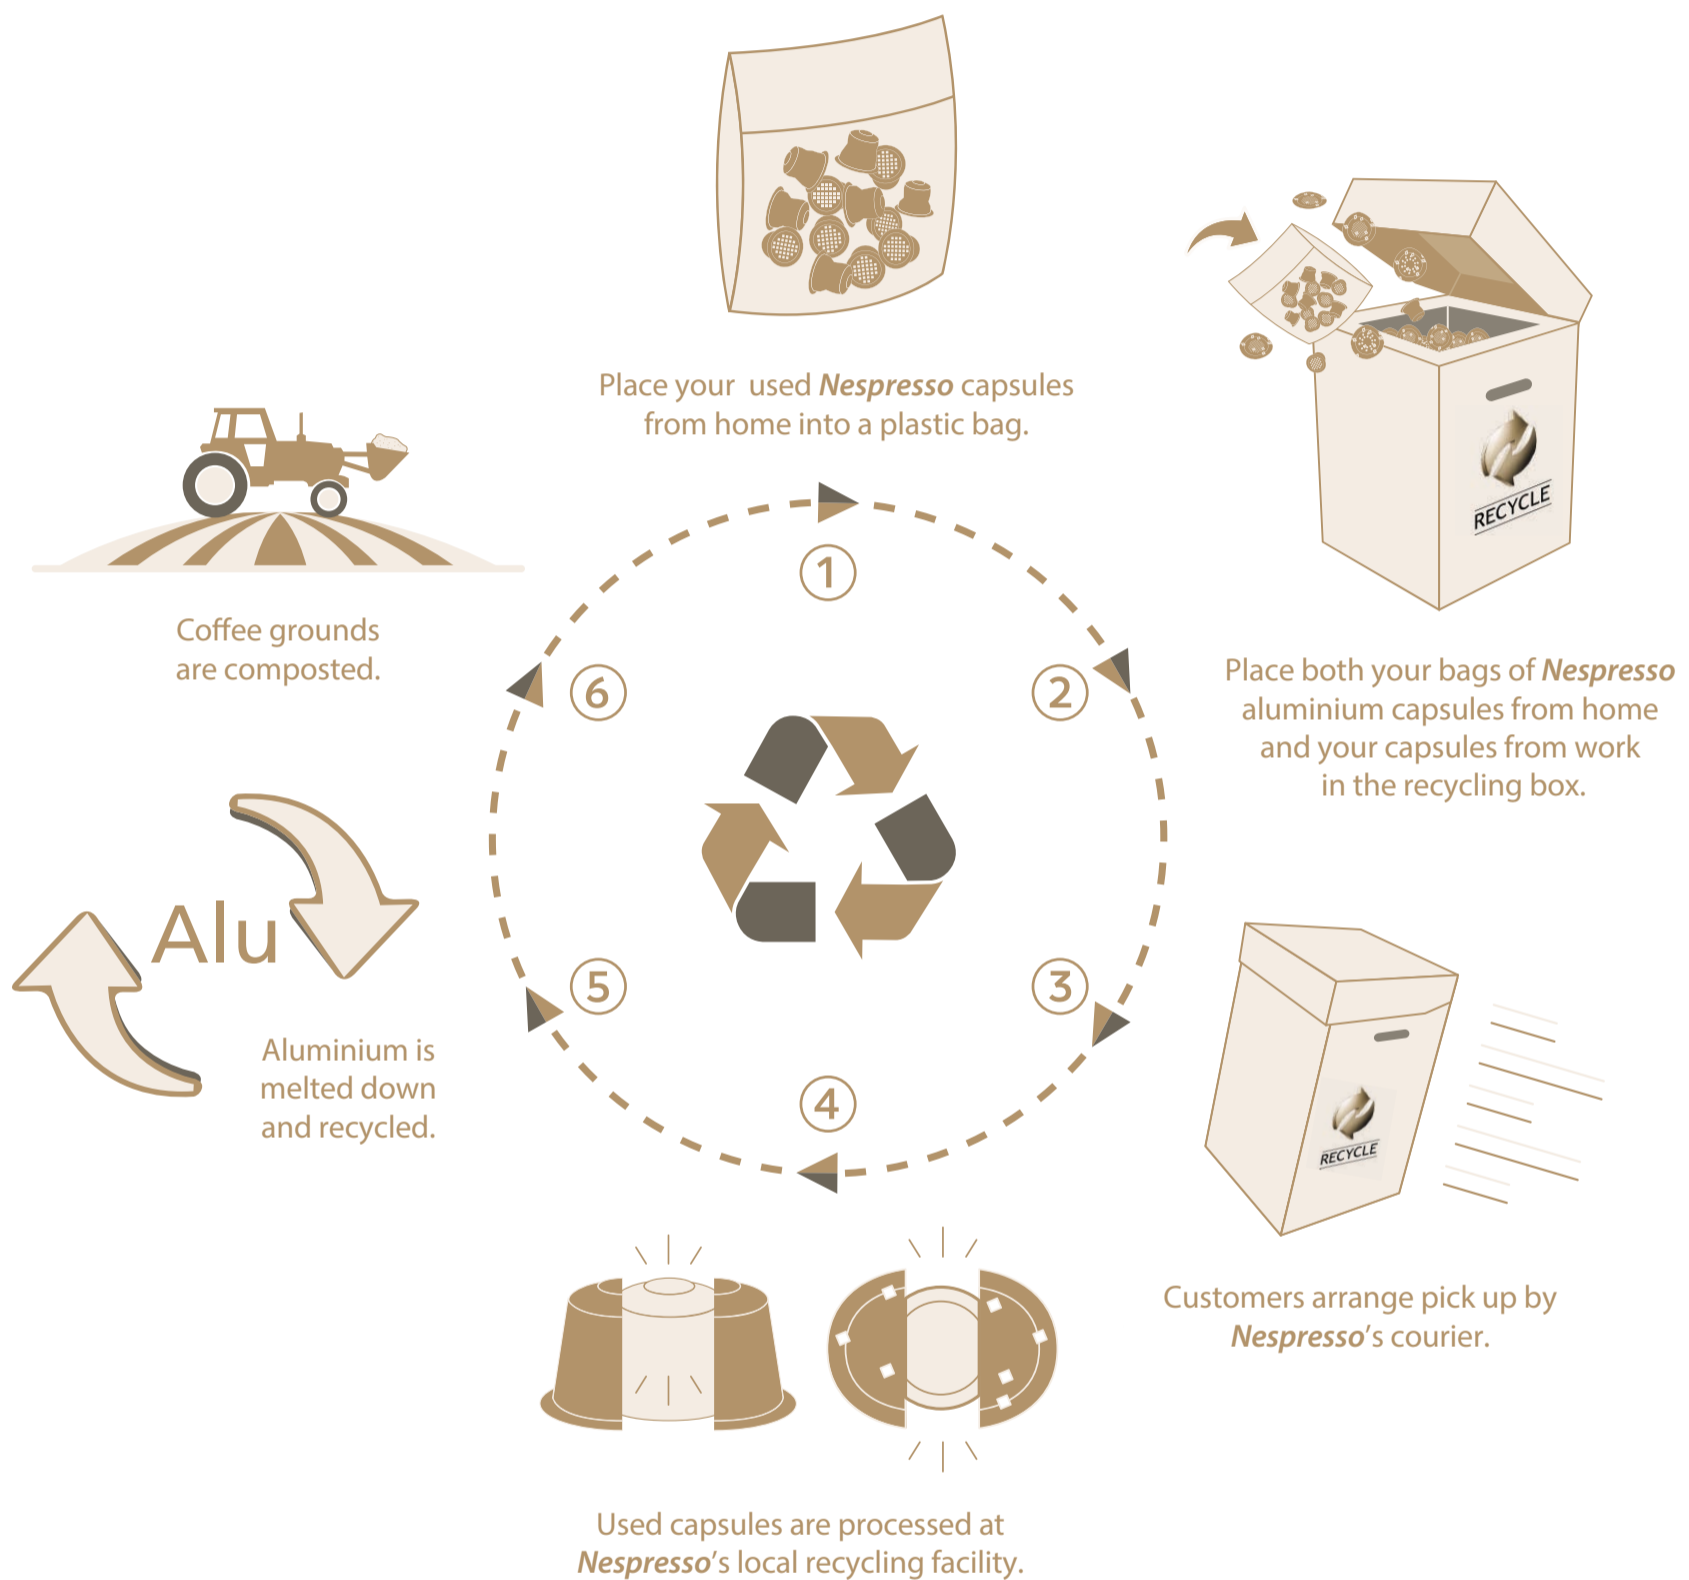 Place your used Nespresso capsules
from home into a plastic bag.
1
RECYCLE
Place both your bags of Nespresso
aluminium capsules from home
and your capsules from work
in the recycling box.
2
RECYCLE
Customers arrange pick up by
Nespresso's courier.
3
4
Used capsules are processed at
Nespresso's local recycling facility.
5
Alu
Aluminium is
melted down
and recycled.
6
Coffee grounds
are composted.